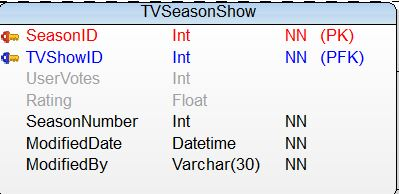 TVSeasonShow
SeasonID Int NN (PK)
TVShowID Int NN (PFK)
UserVotes Int
Rating Float
SeasonNumber Int NN
ModifiedDate Datetime NN
ModifiedBy Varchar(30) NN